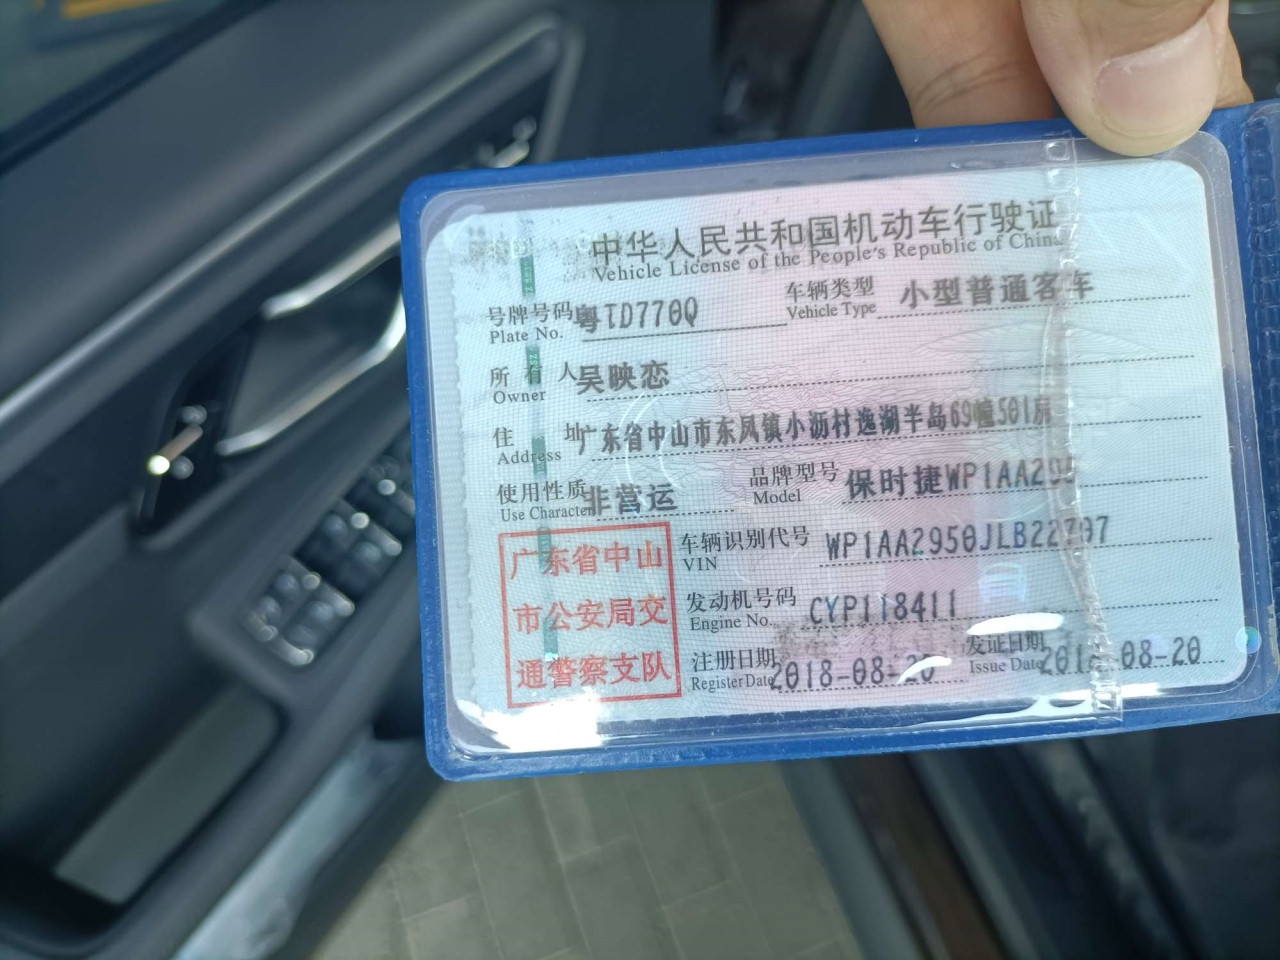 中华人民共和国机动车行驶证
Vehicle License of the People's Republic of China
号牌号码 粤TD770Q 车辆类型 小型普通客车
Plate No. Vehicle Type
所有人 吴映恋
Owner
住址 广东省中山市东凤镇小沥村逸湖半岛69幢501房
Address
使用性质 非营运 品牌型号 保时捷WP1AA295
Use Character Model
广东省中山
市公安局交
通警察支队
车辆识别代号 WP1AA2950JLB22707
VIN
发动机号码 CYP118411
Engine No.
注册日期 2018-08-20 发证日期 2018-08-20
Register Date Issue Date